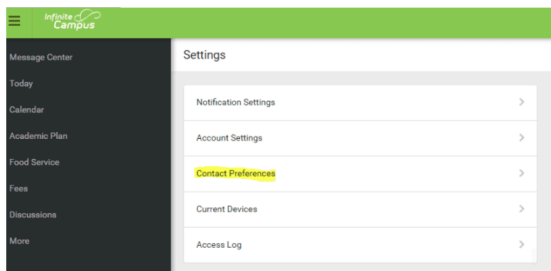 Infinite
Campus
Message Center
Today
Calendar
Academic Plan
Food Service
Fees
Discussions
More
Settings
Notification Settings
Account Settings
Contact Preferences
Current Devices
Access Log